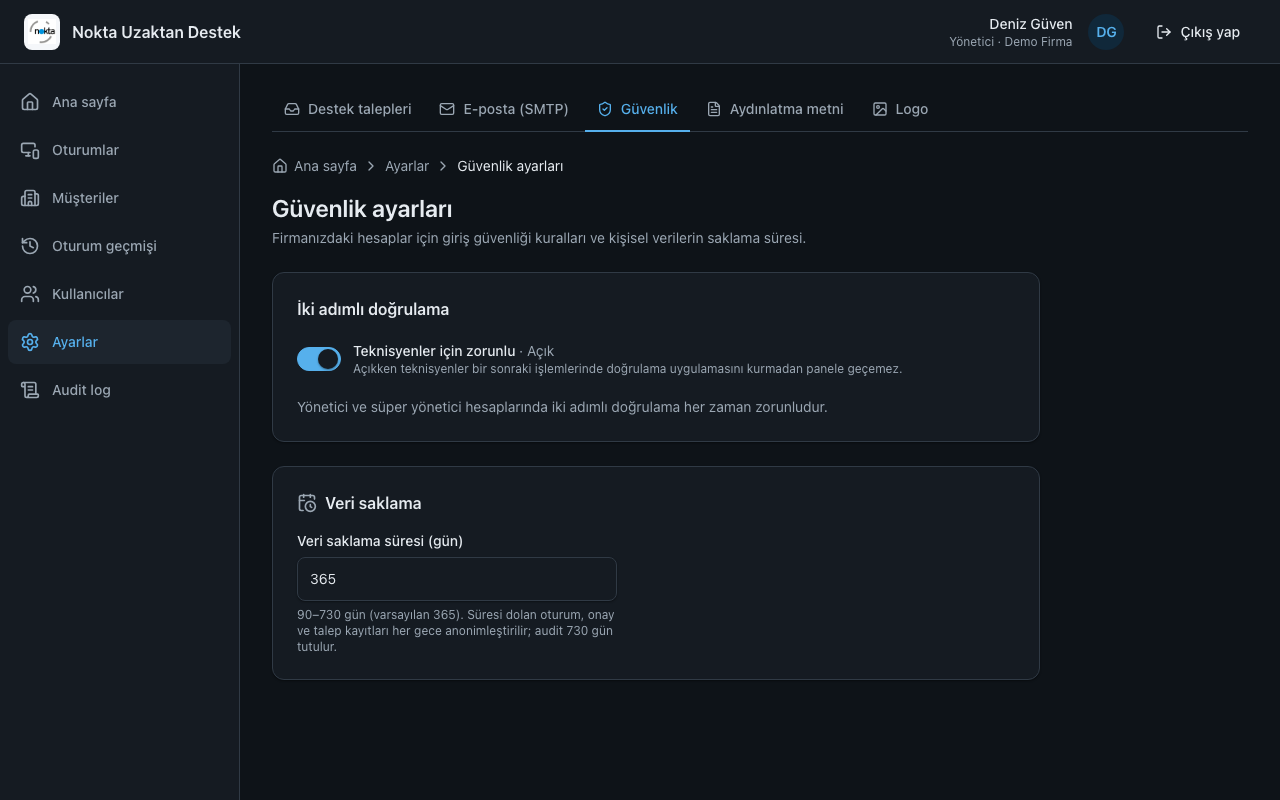 nokta
Nokta Uzaktan Destek
Deniz Güven
Yönetici · Demo Firma
DG
Çıkış yap
Ana sayfa
Oturumlar
Müşteriler
Oturum geçmişi
Kullanıcılar
Ayarlar
Audit log
Destek talepleri
E-posta (SMTP)
Güvenlik
Aydınlatma metni
Logo
Ana sayfa > Ayarlar > Güvenlik ayarları
Güvenlik ayarları
Firmanızdaki hesaplar için giriş güvenliği kuralları ve kişisel verilerin saklama süresi.
İki adımlı doğrulama
Teknisyenler için zorunlu · Açık
Açıkken teknisyenler bir sonraki işlemlerinde doğrulama uygulamasını kurmadan panele geçemez.
Yönetici ve süper yönetici hesaplarında iki adımlı doğrulama her zaman zorunludur.
Veri saklama
Veri saklama süresi (gün)
365
90–730 gün (varsayılan 365). Süresi dolan oturum, onay
ve talep kayıtları her gece anonimleştirilir; audit 730 gün
tutulur.